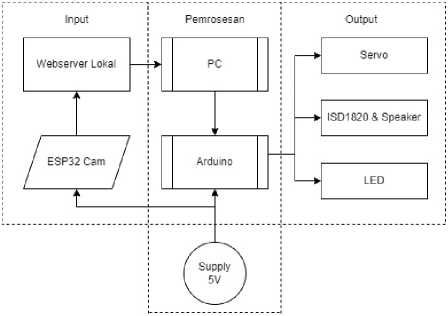 Input
Pemrosesan
Output
Webserver Lokal
PC
Servo
ESP32 Cam
Arduino
ISD1820 & Speaker
LED
Supply
5V